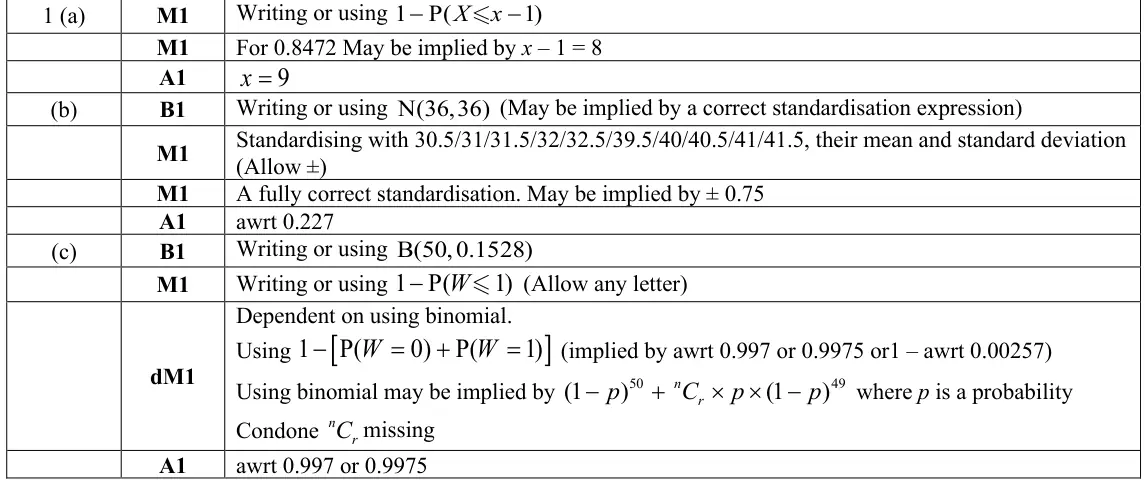 1 (a) M1 Writing or using 1 – P(X ⩽ x – 1)
M1 For 0.8472 May be implied by x – 1 = 8
A1 x = 9
(b) B1 Writing or using N(36, 36) (May be implied by a correct standardisation expression)
M1 Standardising with 30.5/31/31.5/32/32.5/39.5/40/40.5/41/41.5, their mean and standard deviation
(Allow ±)
M1 A fully correct standardisation. May be implied by ± 0.75
A1 awrt 0.227
(c) B1 Writing or using B(50, 0.1528)
M1 Writing or using 1 – P(W ⩽ 1) (Allow any letter)
dM1 Dependent on using binomial.
Using 1 – [P(W = 0) + P(W = 1)] (implied by awrt 0.997 or 0.9975 or1 – awrt 0.00257)
Using binomial may be implied by (1 – p)⁵⁰ + ⁿCᵣ × p × (1 – p)⁴⁹ where p is a probability
Condone ⁿCᵣ missing
A1 awrt 0.997 or 0.9975